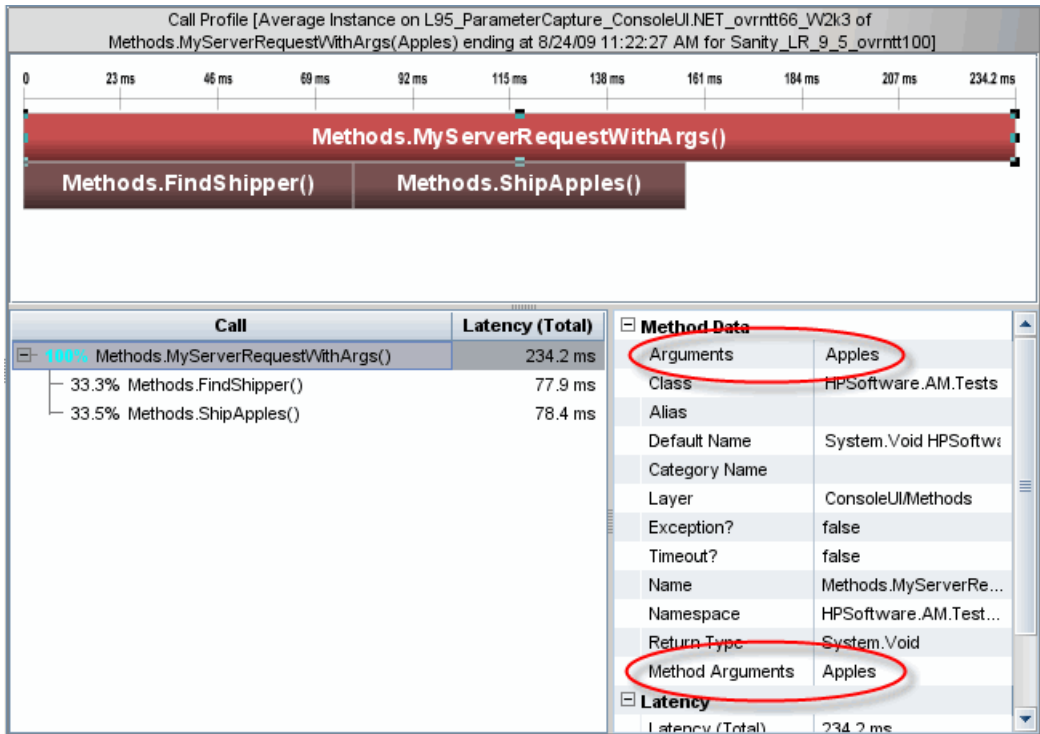 Call Profile [Average Instance on L95_ParameterCapture_ConsoleUI.NET_ovrntt66_W2k3 of
Methods.MyServerRequestWithArgs(Apples) ending at 8/24/09 11:22:27 AM for Sanity_LR_9_5_ovrntt100]
0 23 ms 46 ms 69 ms 92 ms 115 ms 138 ms 161 ms 184 ms 207 ms 234.2 ms
Methods.MyServerRequestWithArgs()
Methods.FindShipper() Methods.ShipApples()
Call Latency (Total)
100% Methods.MyServerRequestWithArgs() 234.2 ms
33.3% Methods.FindShipper() 77.9 ms
33.5% Methods.ShipApples() 78.4 ms
Method Data
Arguments Apples
Class HPSoftware.AM.Tests
Alias
Default Name System.Void HPSoftwa
Category Name
Layer ConsoleUI/Methods
Exception? false
Timeout? false
Name Methods.MyServerRe...
Namespace HPSoftware.AM.Test...
Return Type System.Void
Method Arguments Apples
Latency
Latency (Total) 234.2 ms